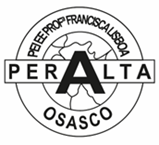 PEI EE PROFª FRANCISCA LISBOA
PERALTA
OSASCO